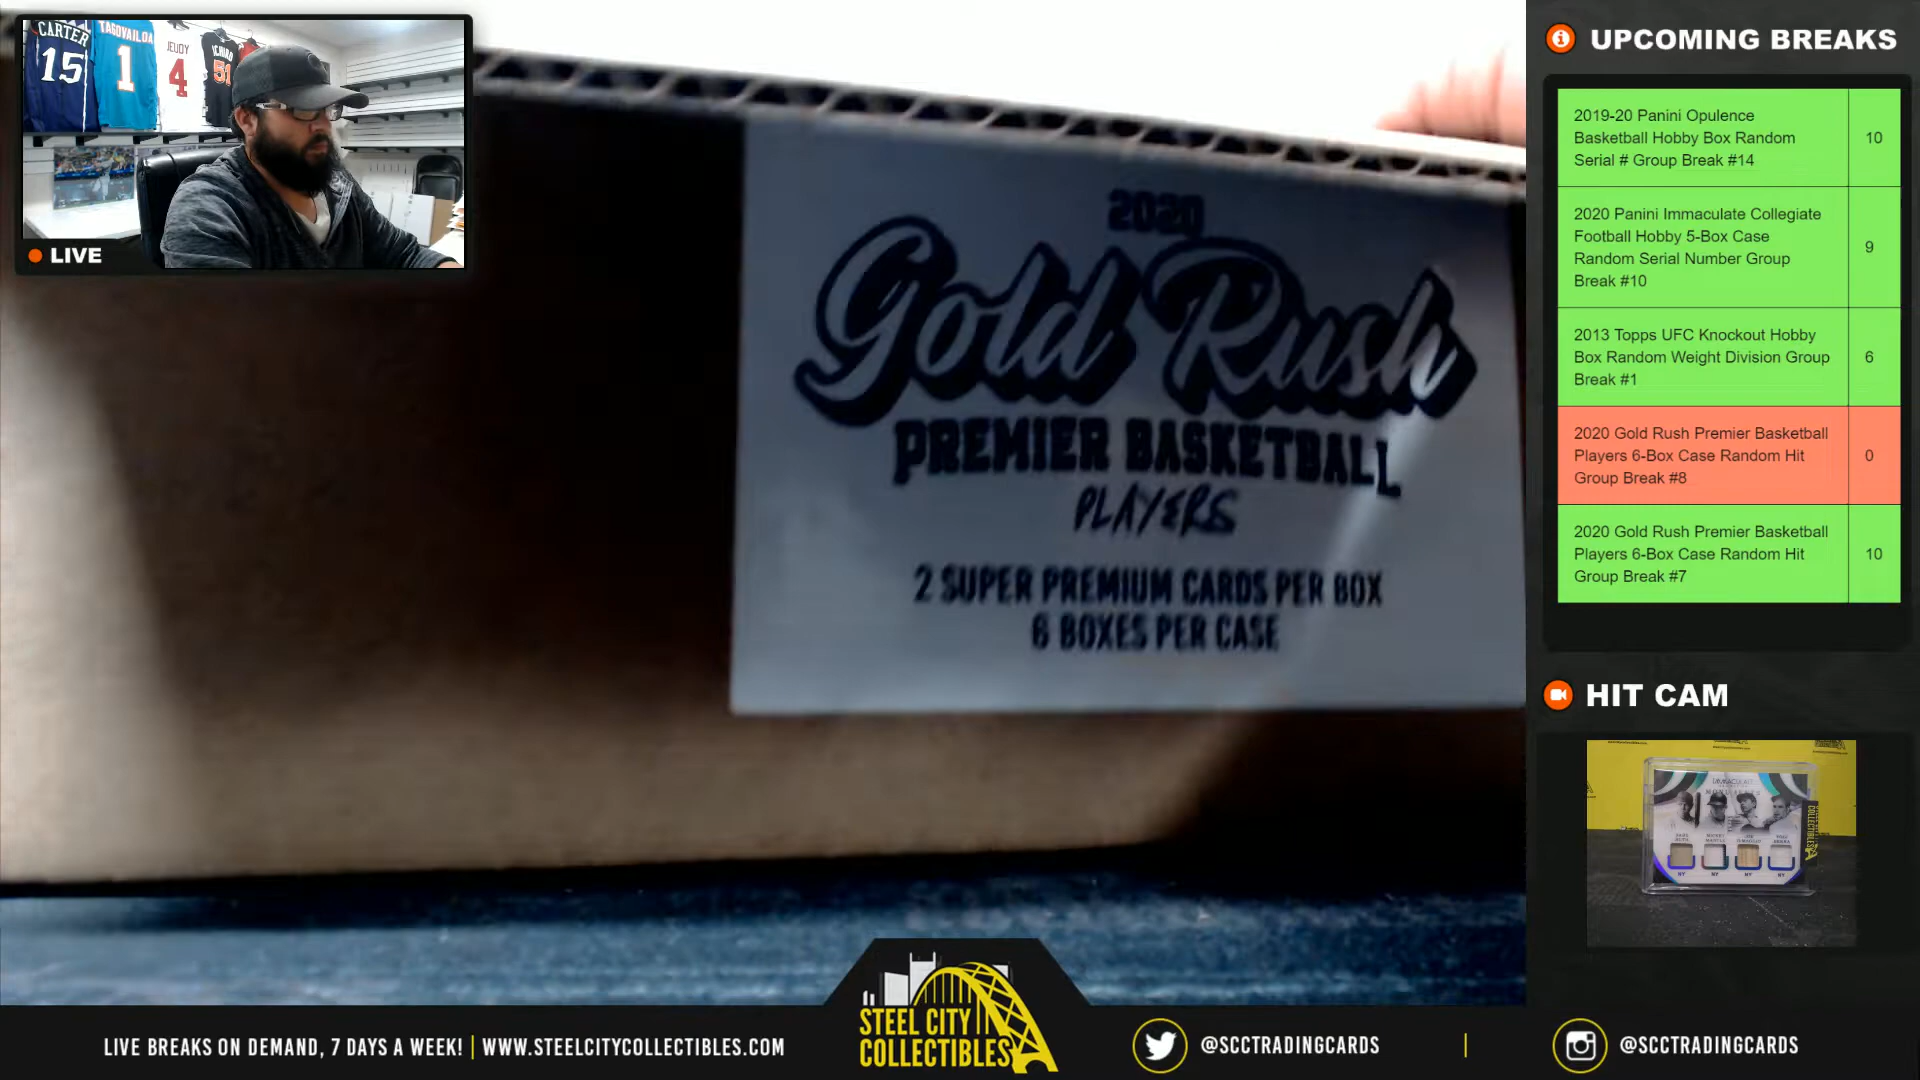 CARTER
15
TAGOVAILOA
1
JEUDY
4
ICHIRO
51
LIVE
2020
Gold Rush
PREMIER BASKETBALL
PLAYERS
2 SUPER PREMIUM CARDS PER BOX
6 BOXES PER CASE
UPCOMING BREAKS
2019-20 Panini Opulence
Basketball Hobby Box Random
Serial # Group Break #14
10
2020 Panini Immaculate Collegiate
Football Hobby 5-Box Case
Random Serial Number Group
Break #10
9
2013 Topps UFC Knockout Hobby
Box Random Weight Division Group
Break #1
6
2020 Gold Rush Premier Basketball
Players 6-Box Case Random Hit
Group Break #8
0
2020 Gold Rush Premier Basketball
Players 6-Box Case Random Hit
Group Break #7
10
HIT CAM
NY NY NY NY
LIVE BREAKS ON DEMAND, 7 DAYS A WEEK! | WWW.STEELCITYCOLLECTIBLES.COM
STEEL CITY
COLLECTIBLES
@SCCTRADINGCARDS
@SCCTRADINGCARDS